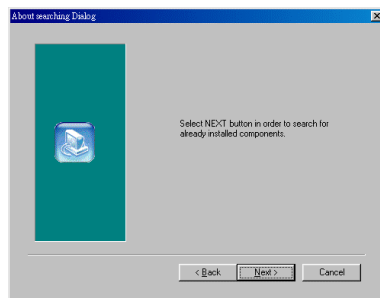 About searching Dialog
Select NEXT button in order to search for
already installed components.
< Back
Next >
Cancel